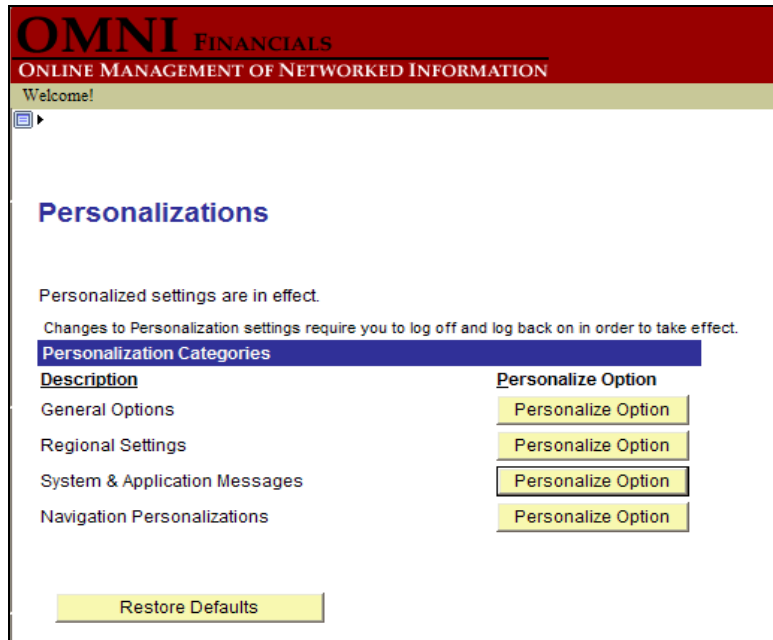 OMNI FINANCIALS
ONLINE MANAGEMENT OF NETWORKED INFORMATION
Welcome!
Personalizations
Personalized settings are in effect.
Changes to Personalization settings require you to log off and log back on in order to take effect.
Personalization Categories
Description Personalize Option
General Options Personalize Option
Regional Settings Personalize Option
System & Application Messages Personalize Option
Navigation Personalizations Personalize Option
Restore Defaults